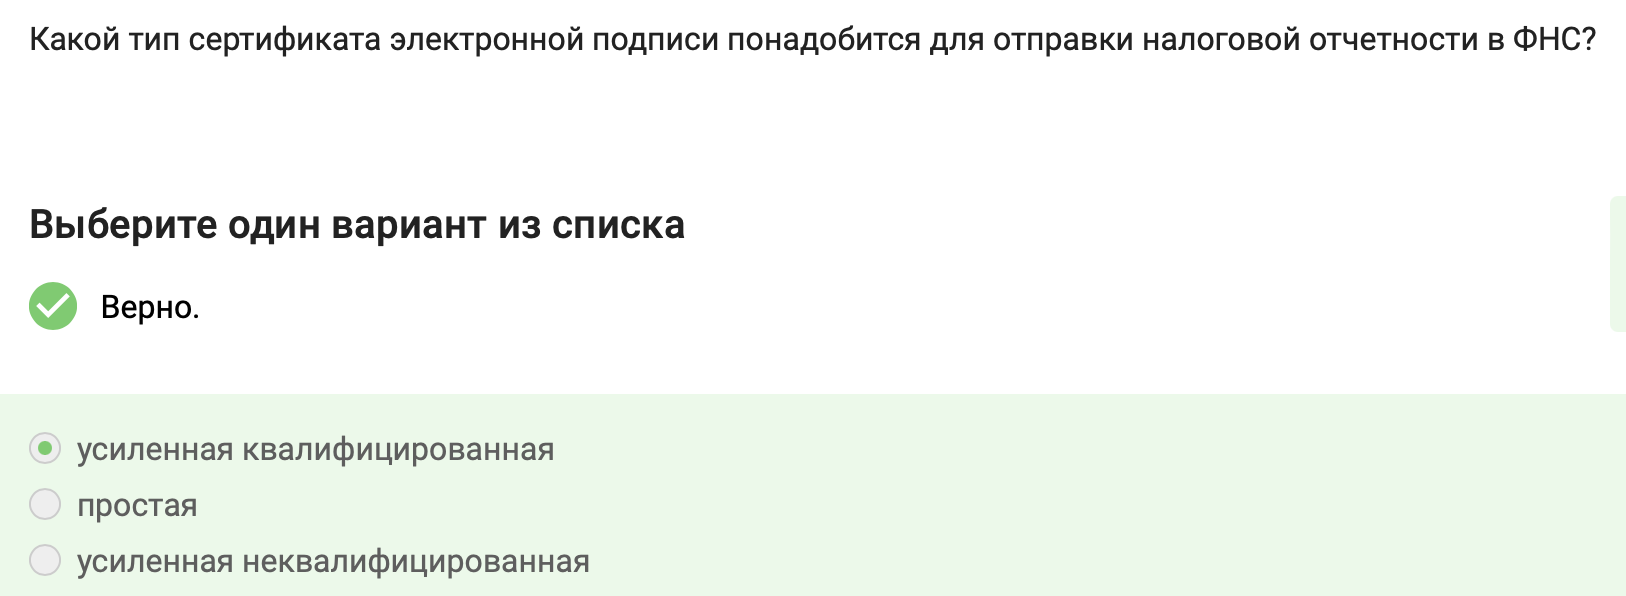 Какой тип сертификата электронной подписи понадобится для отправки налоговой отчетности в ФНС?
Выберите один вариант из списка
Верно.
усиленная квалифицированная
простая
усиленная неквалифицированная